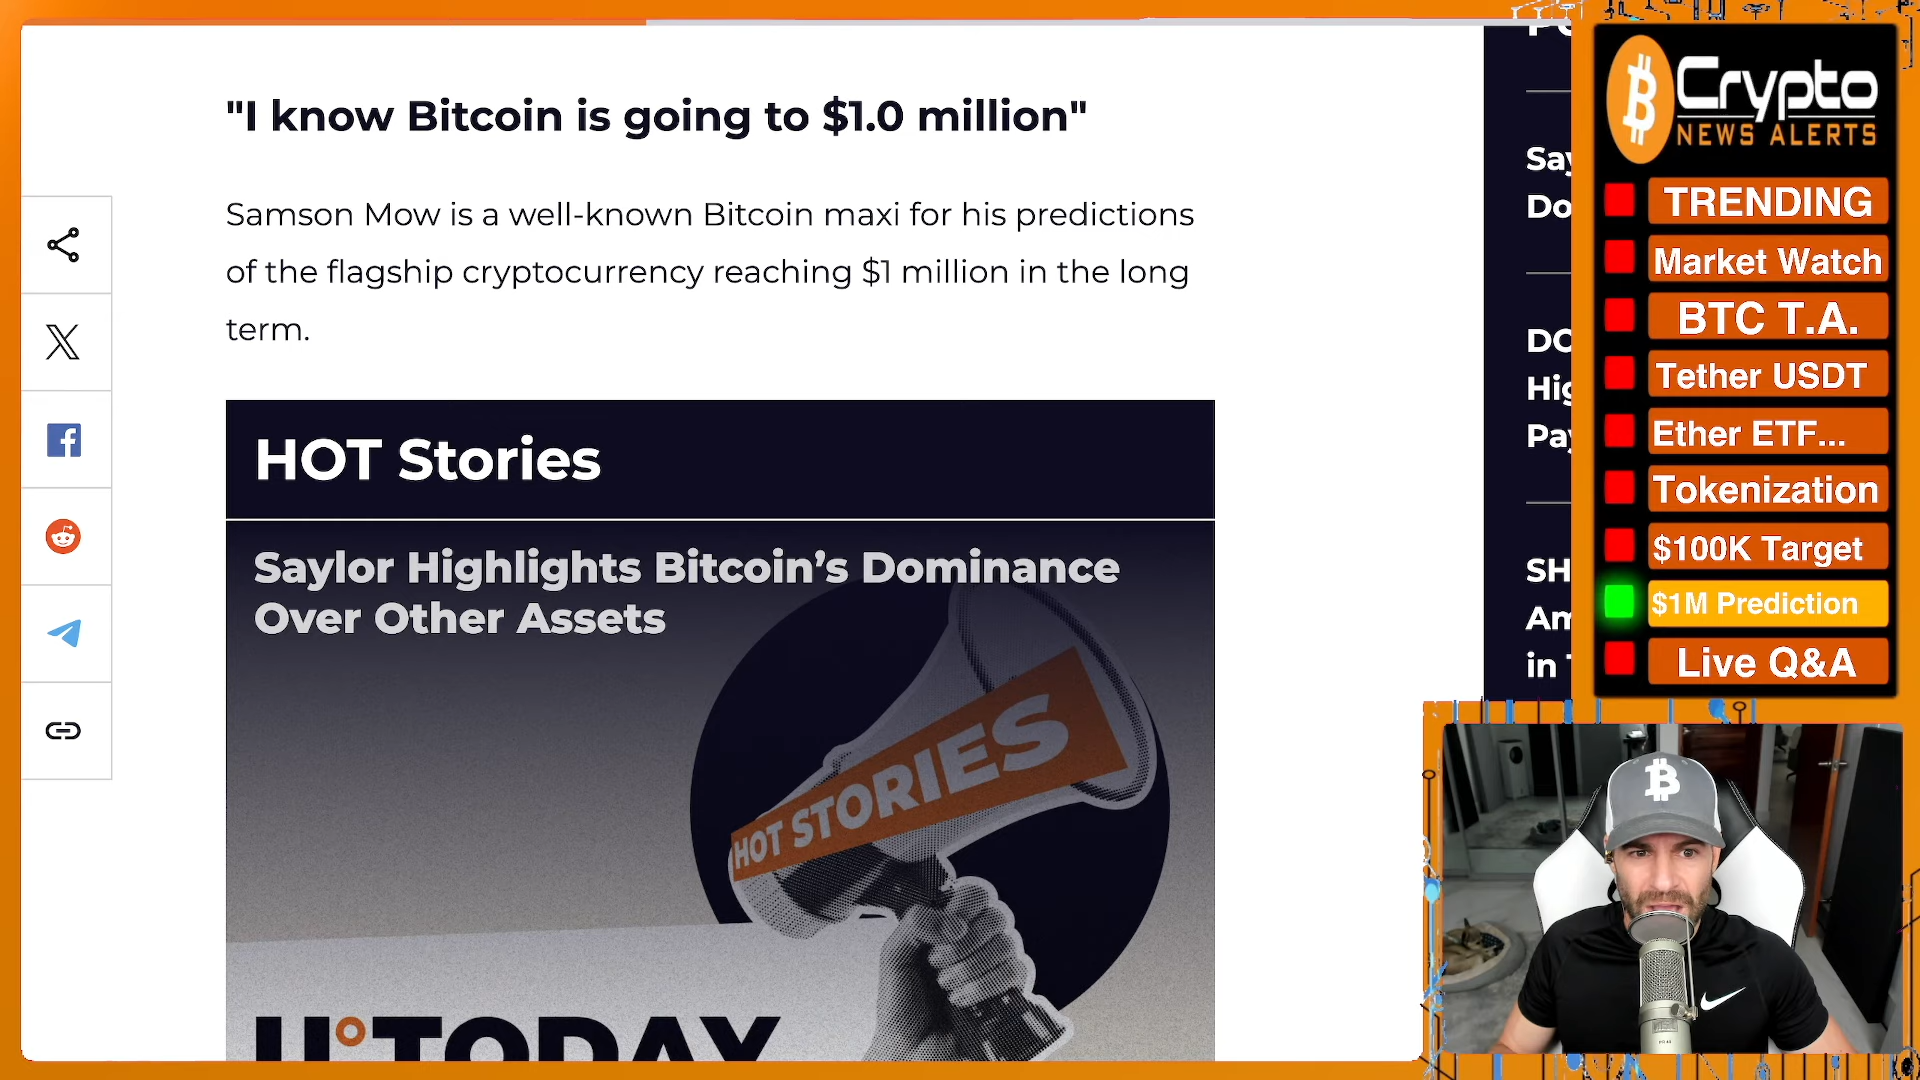 "I know Bitcoin is going to $1.0 million"
Samson Mow is a well-known Bitcoin maxi for his predictions
of the flagship cryptocurrency reaching $1 million in the long
term.
HOT Stories
Saylor Highlights Bitcoin’s Dominance
Over Other Assets
HOT STORIES
U°TODAY
Crypto
NEWS ALERTS
TRENDING
Market Watch
BTC T.A.
Tether USDT
Ether ETF...
Tokenization
$100K Target
$1M Prediction
Live Q&A
in